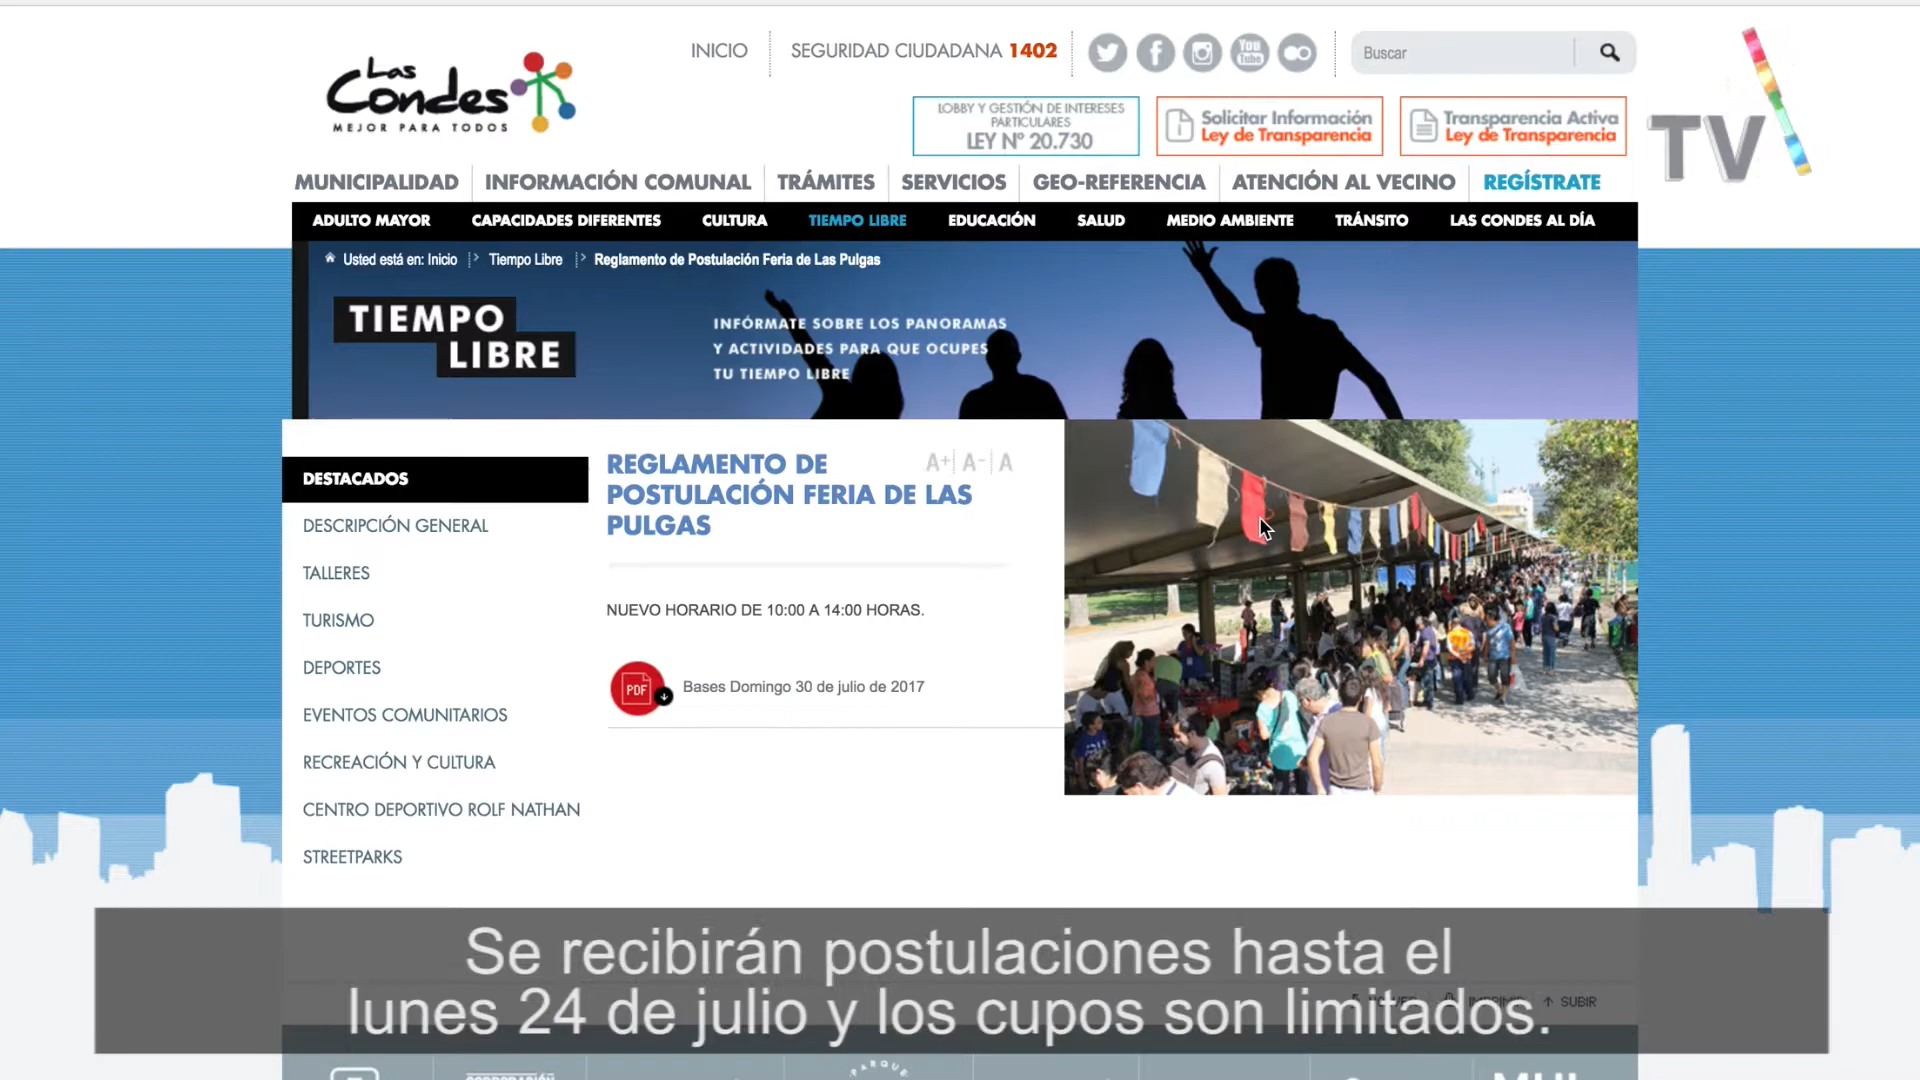 Las
Condes
MEJOR PARA TODOS
INICIO
SEGURIDAD CIUDADANA 1402
You
Tube
Buscar
LOBBY Y GESTIÓN DE INTERESES
PARTICULARES
LEY Nº 20.730
Solicitar Información
Ley de Transparencia
Transparencia Activa
Ley de Transparencia
TV
MUNICIPALIDAD
INFORMACIÓN COMUNAL
TRÁMITES
SERVICIOS
GEO-REFERENCIA
ATENCIÓN AL VECINO
REGÍSTRATE
ADULTO MAYOR
CAPACIDADES DIFERENTES
CULTURA
TIEMPO LIBRE
EDUCACIÓN
SALUD
MEDIO AMBIENTE
TRÁNSITO
LAS CONDES AL DÍA
Usted está en: Inicio > Tiempo Libre > Reglamento de Postulación Feria de Las Pulgas
TIEMPO
LIBRE
INFÓRMATE SOBRE LOS PANORAMAS
Y ACTIVIDADES PARA QUE OCUPES
TU TIEMPO LIBRE
DESTACADOS
DESCRIPCIÓN GENERAL
TALLERES
TURISMO
DEPORTES
EVENTOS COMUNITARIOS
RECREACIÓN Y CULTURA
CENTRO DEPORTIVO ROLF NATHAN
STREETPARKS
REGLAMENTO DE
POSTULACIÓN FERIA DE LAS
PULGAS
A+ A- A
NUEVO HORARIO DE 10:00 A 14:00 HORAS.
PDF
Bases Domingo 30 de julio de 2017
Se recibirán postulaciones hasta el
lunes 24 de julio y los cupos son limitados.
SUBIR
PARQUE